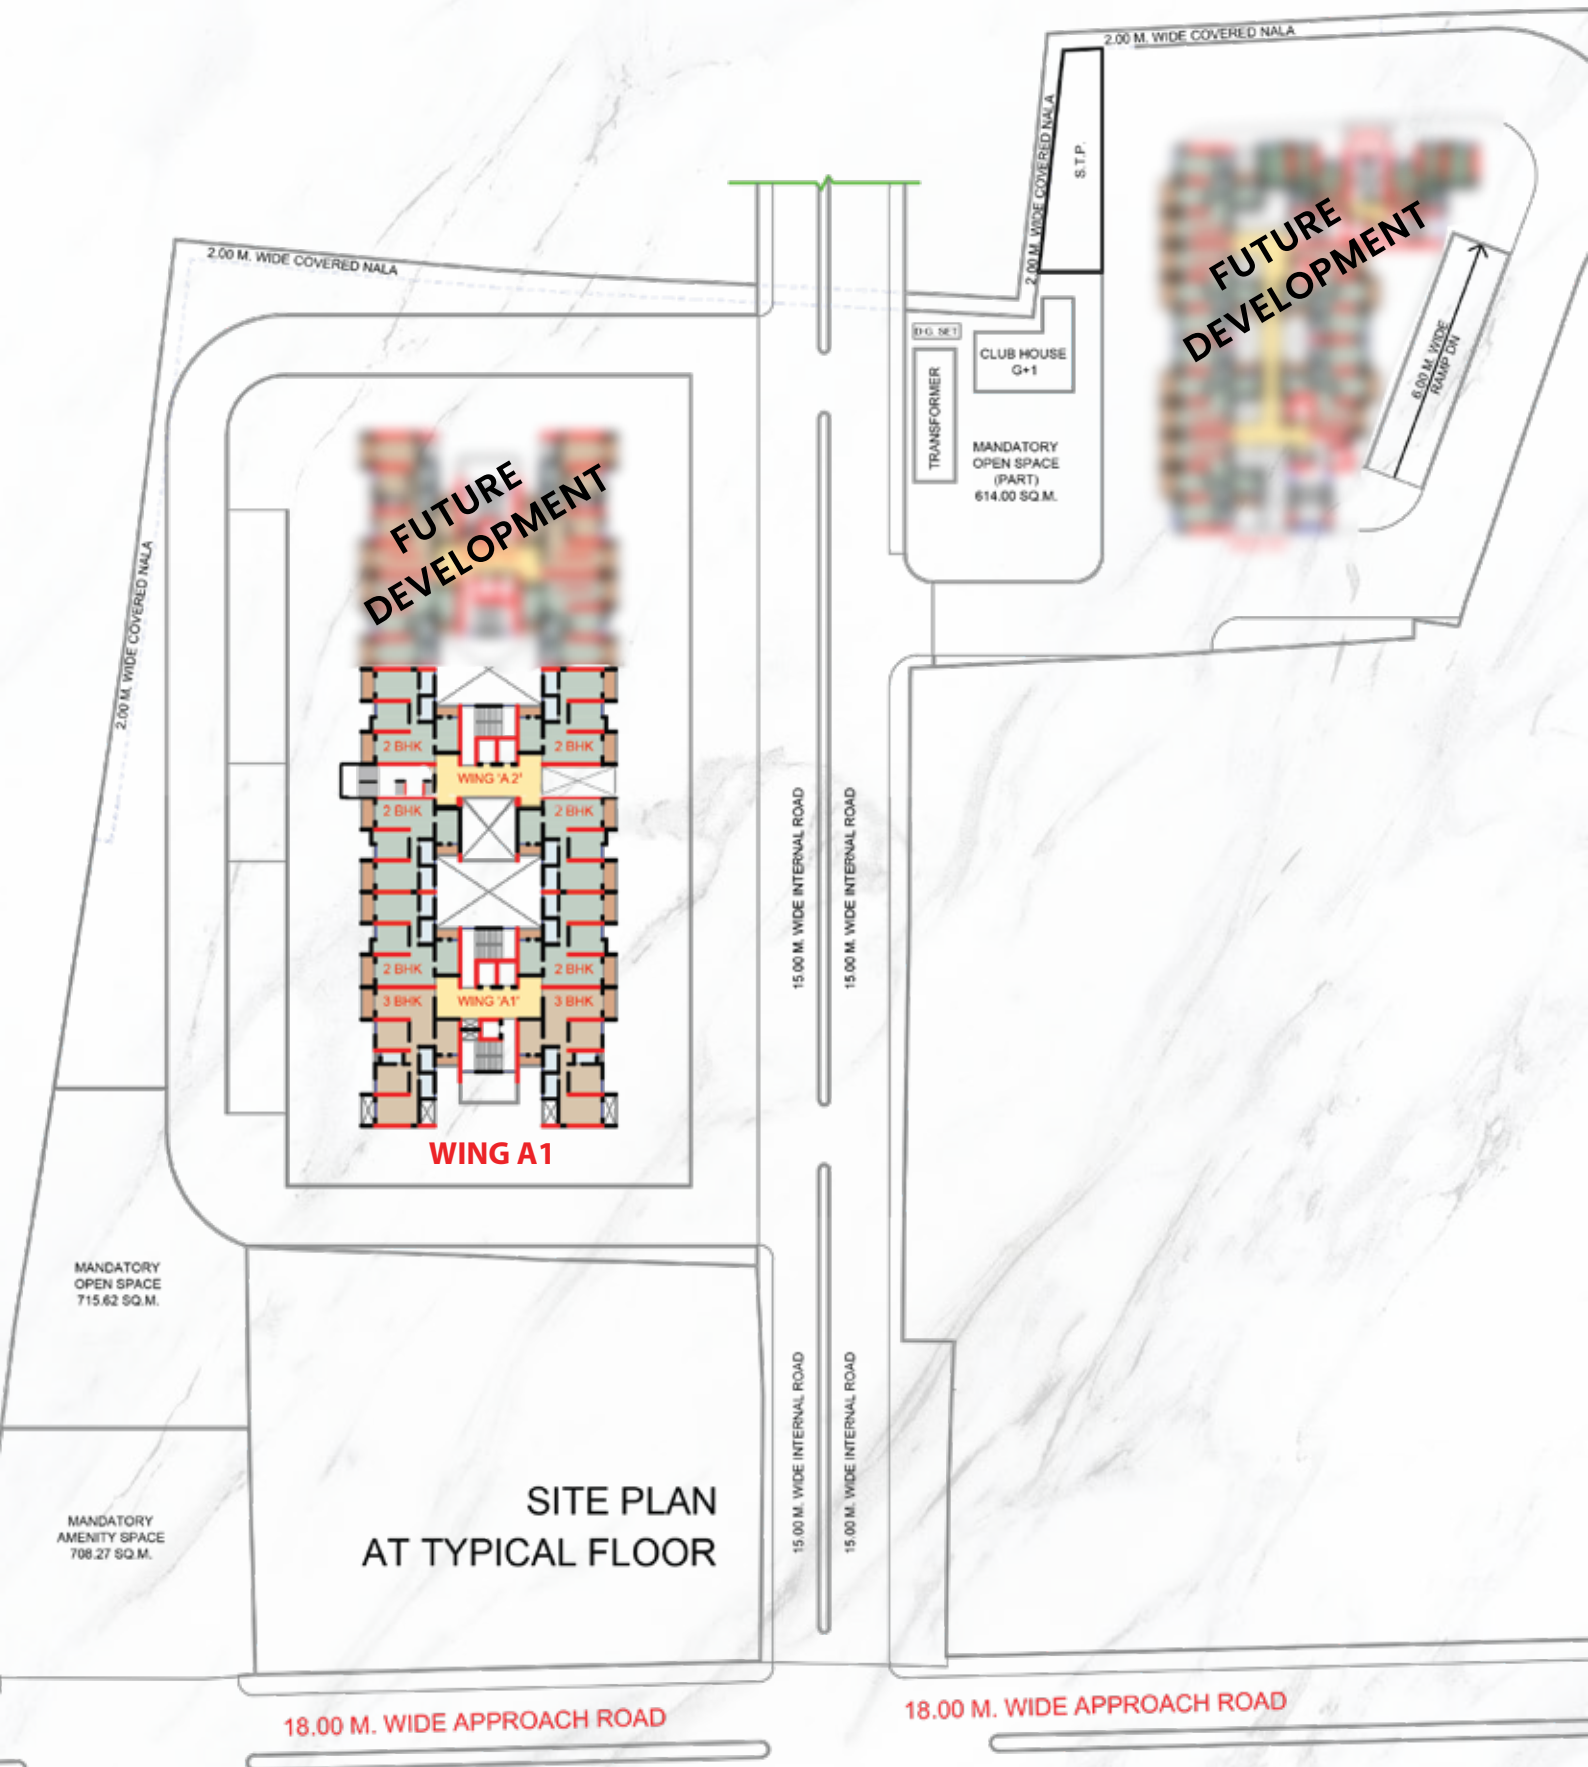 2.00 M. WIDE COVERED NALA
2.00 M. WIDE COVERED NALA
S.T.P.
FUTURE
DEVELOPMENT
6.00 M. WIDE
RAMP DN
2.00 M. WIDE COVERED NALA
D.G. SET
CLUB HOUSE
G+1
TRANSFORMER
MANDATORY
OPEN SPACE
(PART)
614.00 SQ.M.
FUTURE
DEVELOPMENT
2.00 M. WIDE COVERED NALA
2 BHK
2 BHK
WING 'A2'
2 BHK
2 BHK
15.00 M. WIDE INTERNAL ROAD
15.00 M. WIDE INTERNAL ROAD
2 BHK
2 BHK
3 BHK
WING 'A1'
3 BHK
WING A1
MANDATORY
OPEN SPACE
715.62 SQ.M.
15.00 M. WIDE INTERNAL ROAD
15.00 M. WIDE INTERNAL ROAD
MANDATORY
AMENITY SPACE
708.27 SQ.M.
SITE PLAN
AT TYPICAL FLOOR
18.00 M. WIDE APPROACH ROAD
18.00 M. WIDE APPROACH ROAD